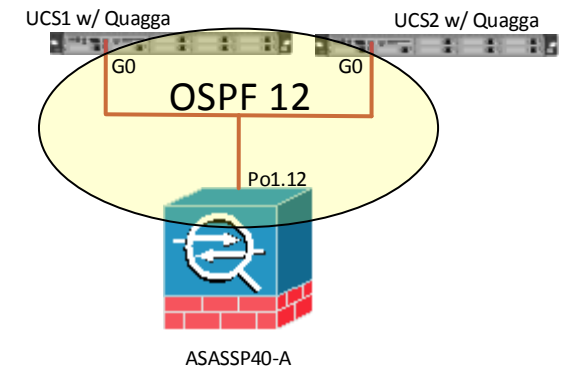 UCS1 w/ Quagga
UCS2 w/ Quagga
G0
G0
OSPF 12
Po1.12
ASASSP40-A